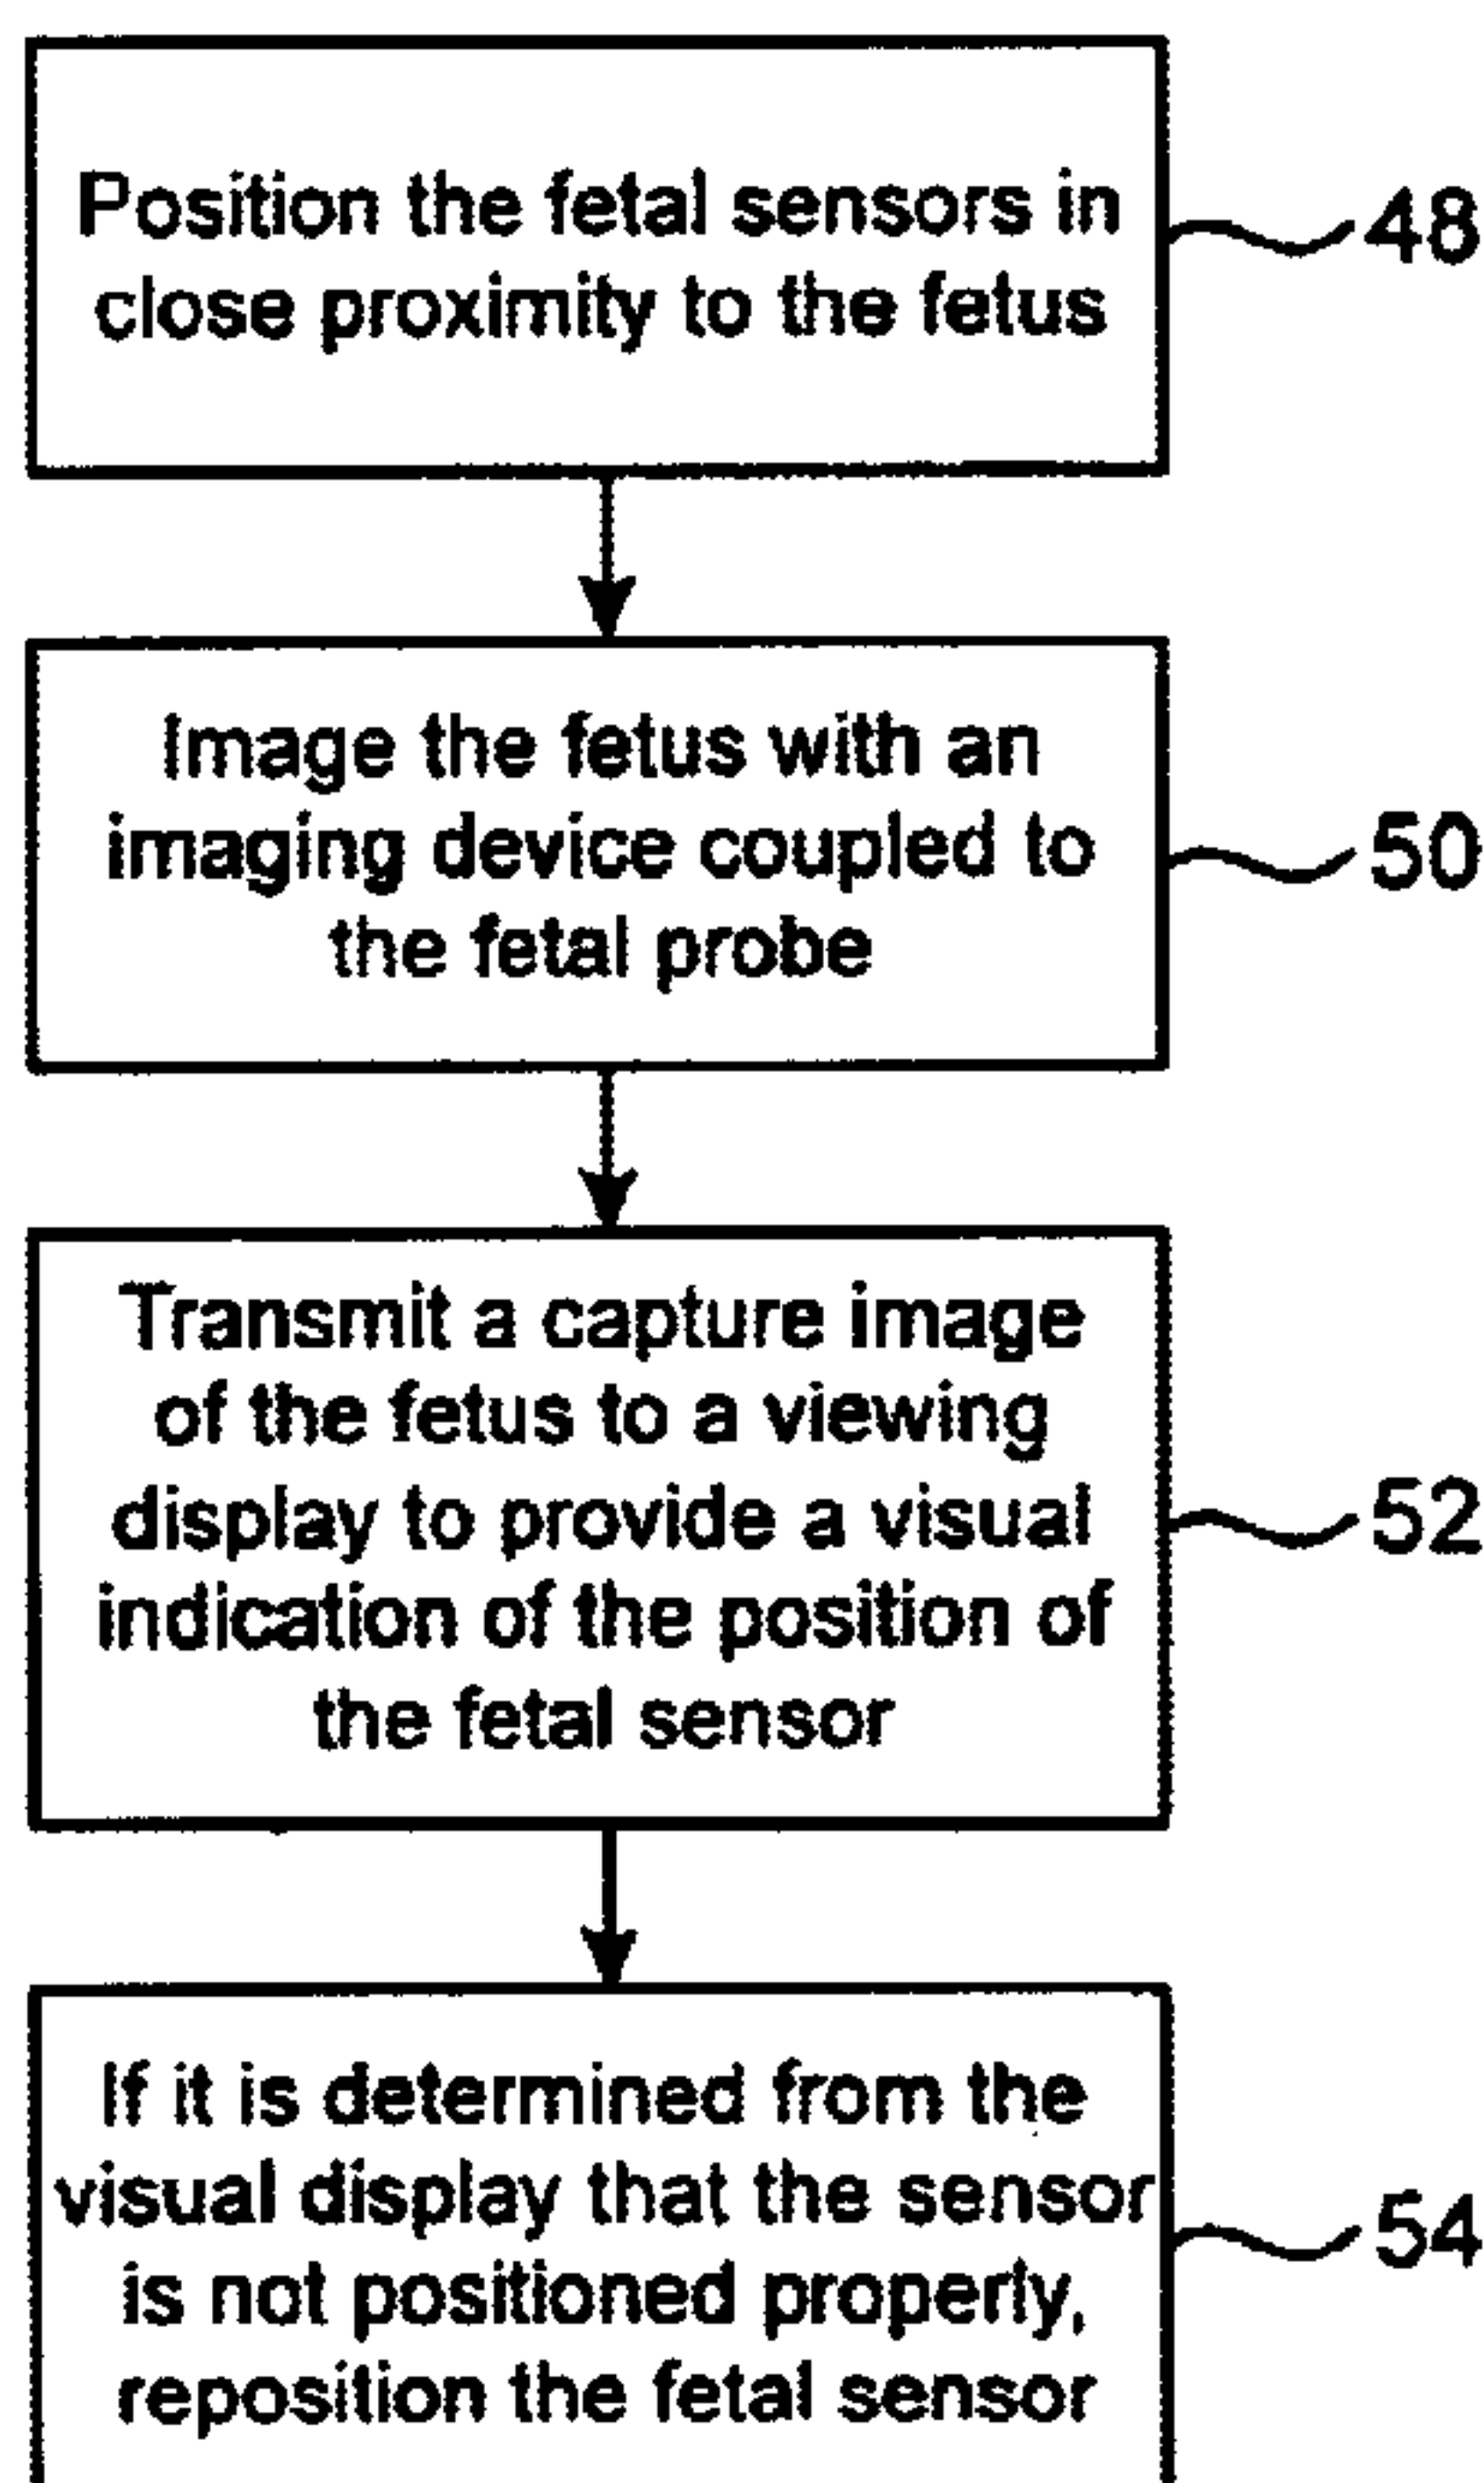 Position the fetal sensors in
close proximity to the fetus
48
Image the fetus with an
imaging device coupled to
the fetal probe
50
Transmit a capture image
of the fetus to a viewing
display to provide a visual
indication of the position of
the fetal sensor
52
If it is determined from the
visual display that the sensor
is not positioned properly,
reposition the fetal sensor
54